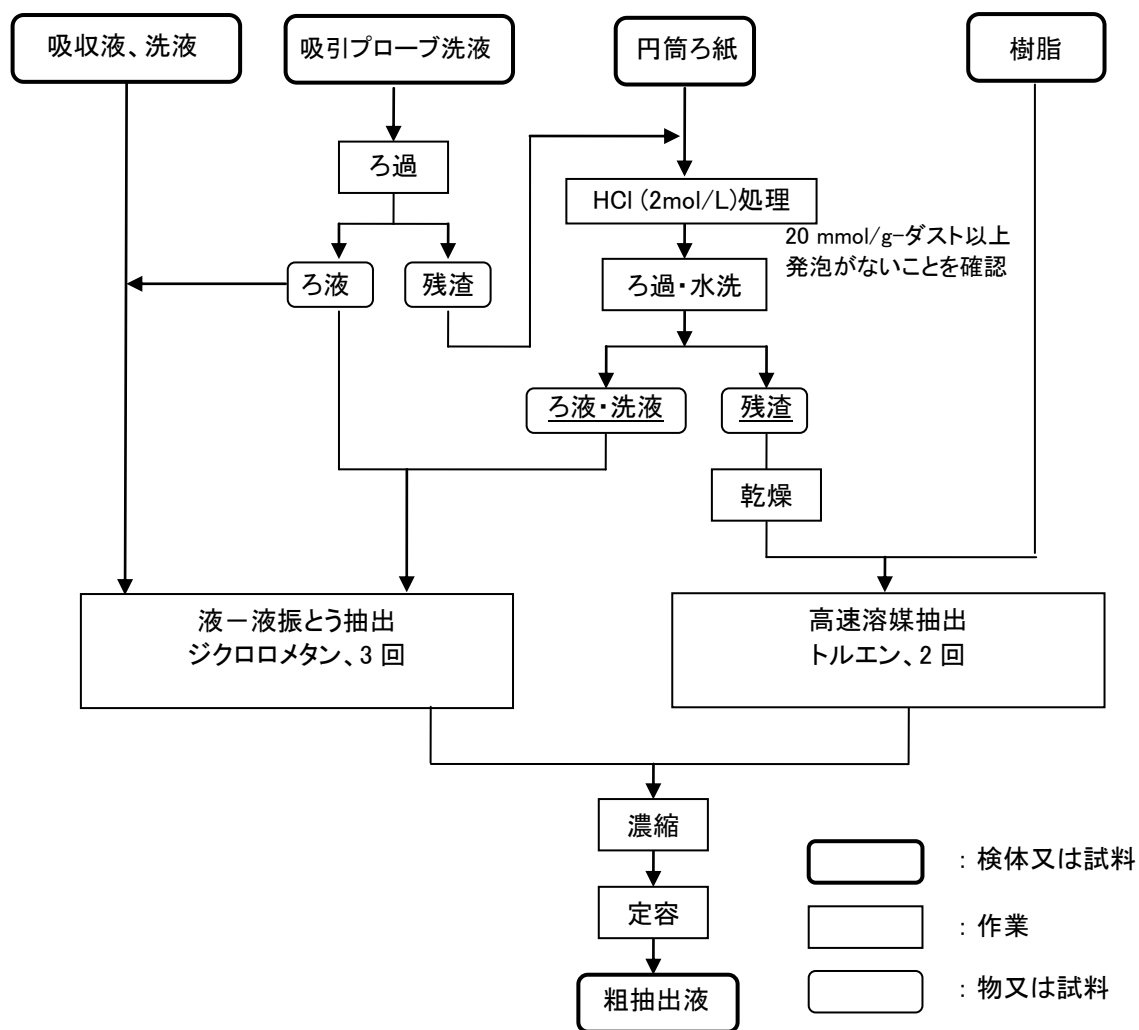 吸収液、洗液
吸引プローブ洗液
円筒ろ紙
樹脂
ろ過
HCl (2mol/L)処理
20 mmol/g-ダスト以上
発泡がないことを確認
ろ液
残渣
ろ過・水洗
ろ液・洗液
残渣
乾燥
液－液振とう抽出
ジクロロメタン、3 回
高速溶媒抽出
トルエン、2 回
濃縮
定容
粗抽出液
：検体又は試料
：作業
：物又は試料